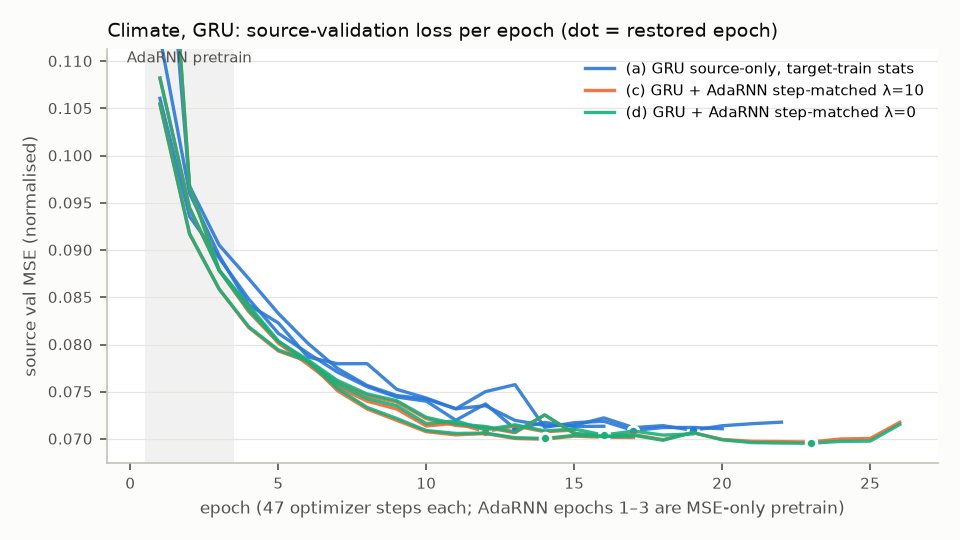 Climate, GRU: source-validation loss per epoch (dot = restored epoch)
AdaRNN pretrain
(a) GRU source-only, target-train stats
(c) GRU + AdaRNN step-matched λ=10
(d) GRU + AdaRNN step-matched λ=0
source val MSE (normalised)
0.110
0.105
0.100
0.095
0.090
0.085
0.080
0.075
0.070
0 5 10 15 20 25
epoch (47 optimizer steps each; AdaRNN epochs 1–3 are MSE-only pretrain)